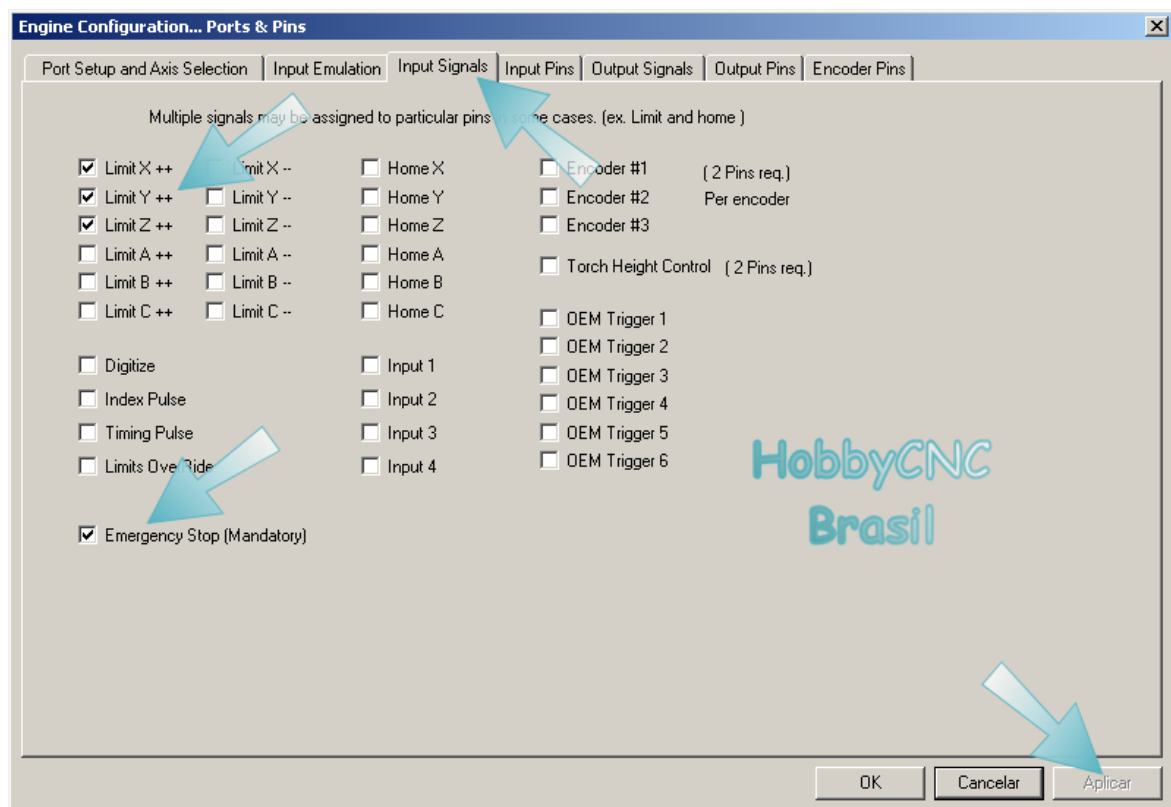 Engine Configuration... Ports & Pins
Port Setup and Axis Selection Input Emulation Input Signals Input Pins Output Signals Output Pins Encoder Pins
Multiple signals may be assigned to particular pins in some cases. (ex. Limit and home )
Limit X ++ Limit X -- Home X Encoder #1 ( 2 Pins req.)
Limit Y ++ Limit Y -- Home Y Encoder #2 Per encoder
Limit Z ++ Limit Z -- Home Z Encoder #3
Limit A ++ Limit A -- Home A
Torch Height Control ( 2 Pins req.)
Limit B ++ Limit B -- Home B
Limit C ++ Limit C -- Home C
OEM Trigger 1
OEM Trigger 2
Digitize Input 1
OEM Trigger 3
Index Pulse Input 2
OEM Trigger 4
Timing Pulse Input 3
OEM Trigger 5
Limits OverRide Input 4
OEM Trigger 6
HobbyCNC
Brasil
Emergency Stop (Mandatory)
OK Cancelar Aplicar